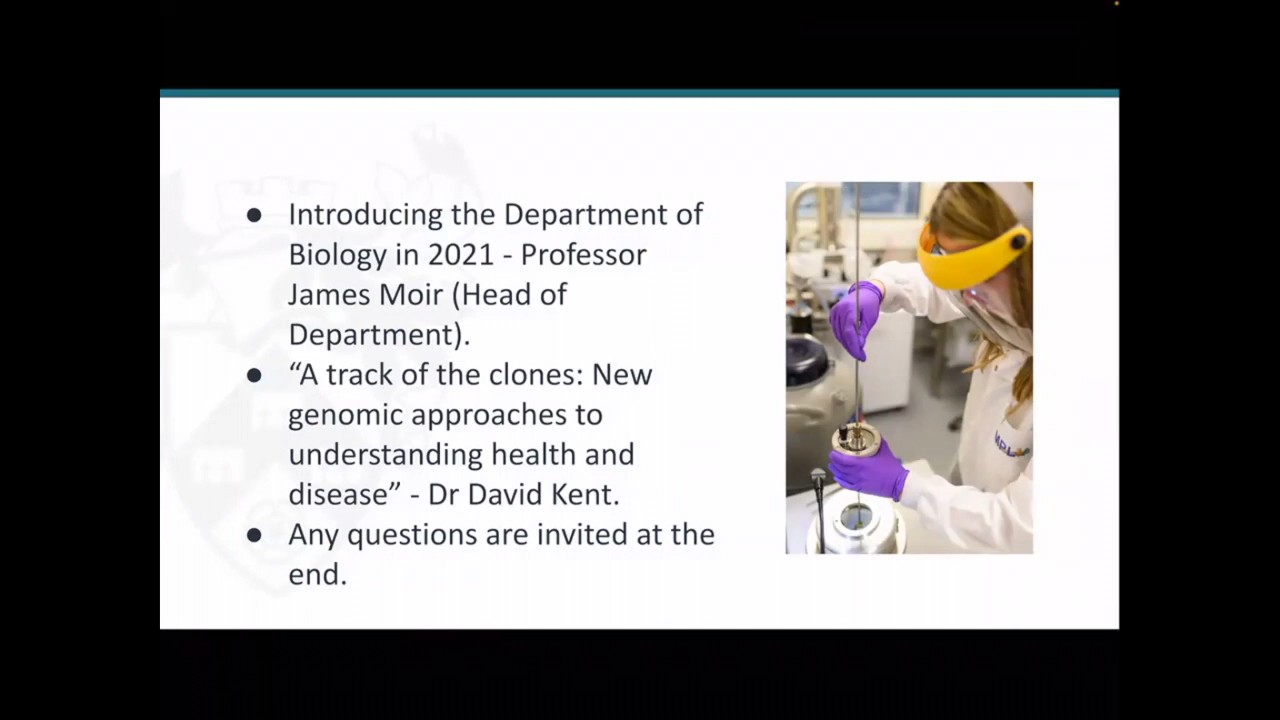 ● Introducing the Department of
Biology in 2021 - Professor
James Moir (Head of
Department).
● “A track of the clones: New
genomic approaches to
understanding health and
disease” - Dr David Kent.
● Any questions are invited at the
end.